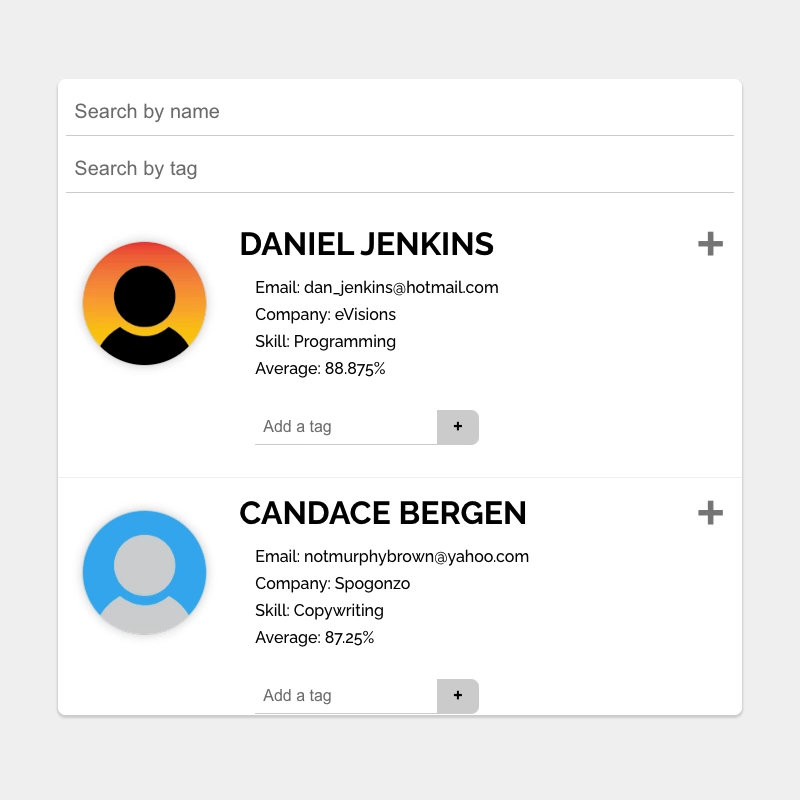 Search by name
Search by tag
DANIEL JENKINS
+
Email: dan_jenkins@hotmail.com
Company: eVisions
Skill: Programming
Average: 88.875%
Add a tag
+
CANDACE BERGEN
+
Email: notmurphybrown@yahoo.com
Company: Spogonzo
Skill: Copywriting
Average: 87.25%
Add a tag
+